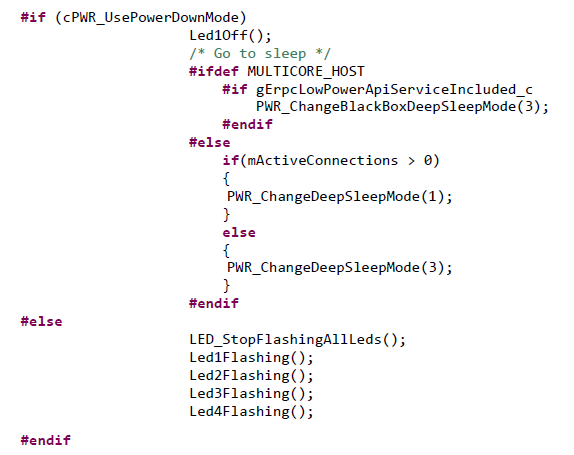 #if (cPWR_UsePowerDownMode)
Led1Off();
/* Go to sleep */
#ifdef MULTICORE_HOST
#if gErpcLowPowerApiServiceIncluded_c
PWR_ChangeBlackBoxDeepSleepMode(3);
#endif
#else
if(mActiveConnections > 0)
{
PWR_ChangeDeepSleepMode(1);
}
else
{
PWR_ChangeDeepSleepMode(3);
}
#endif
#else
LED_StopFlashingAllLeds();
Led1Flashing();
Led2Flashing();
Led3Flashing();
Led4Flashing();
#endif